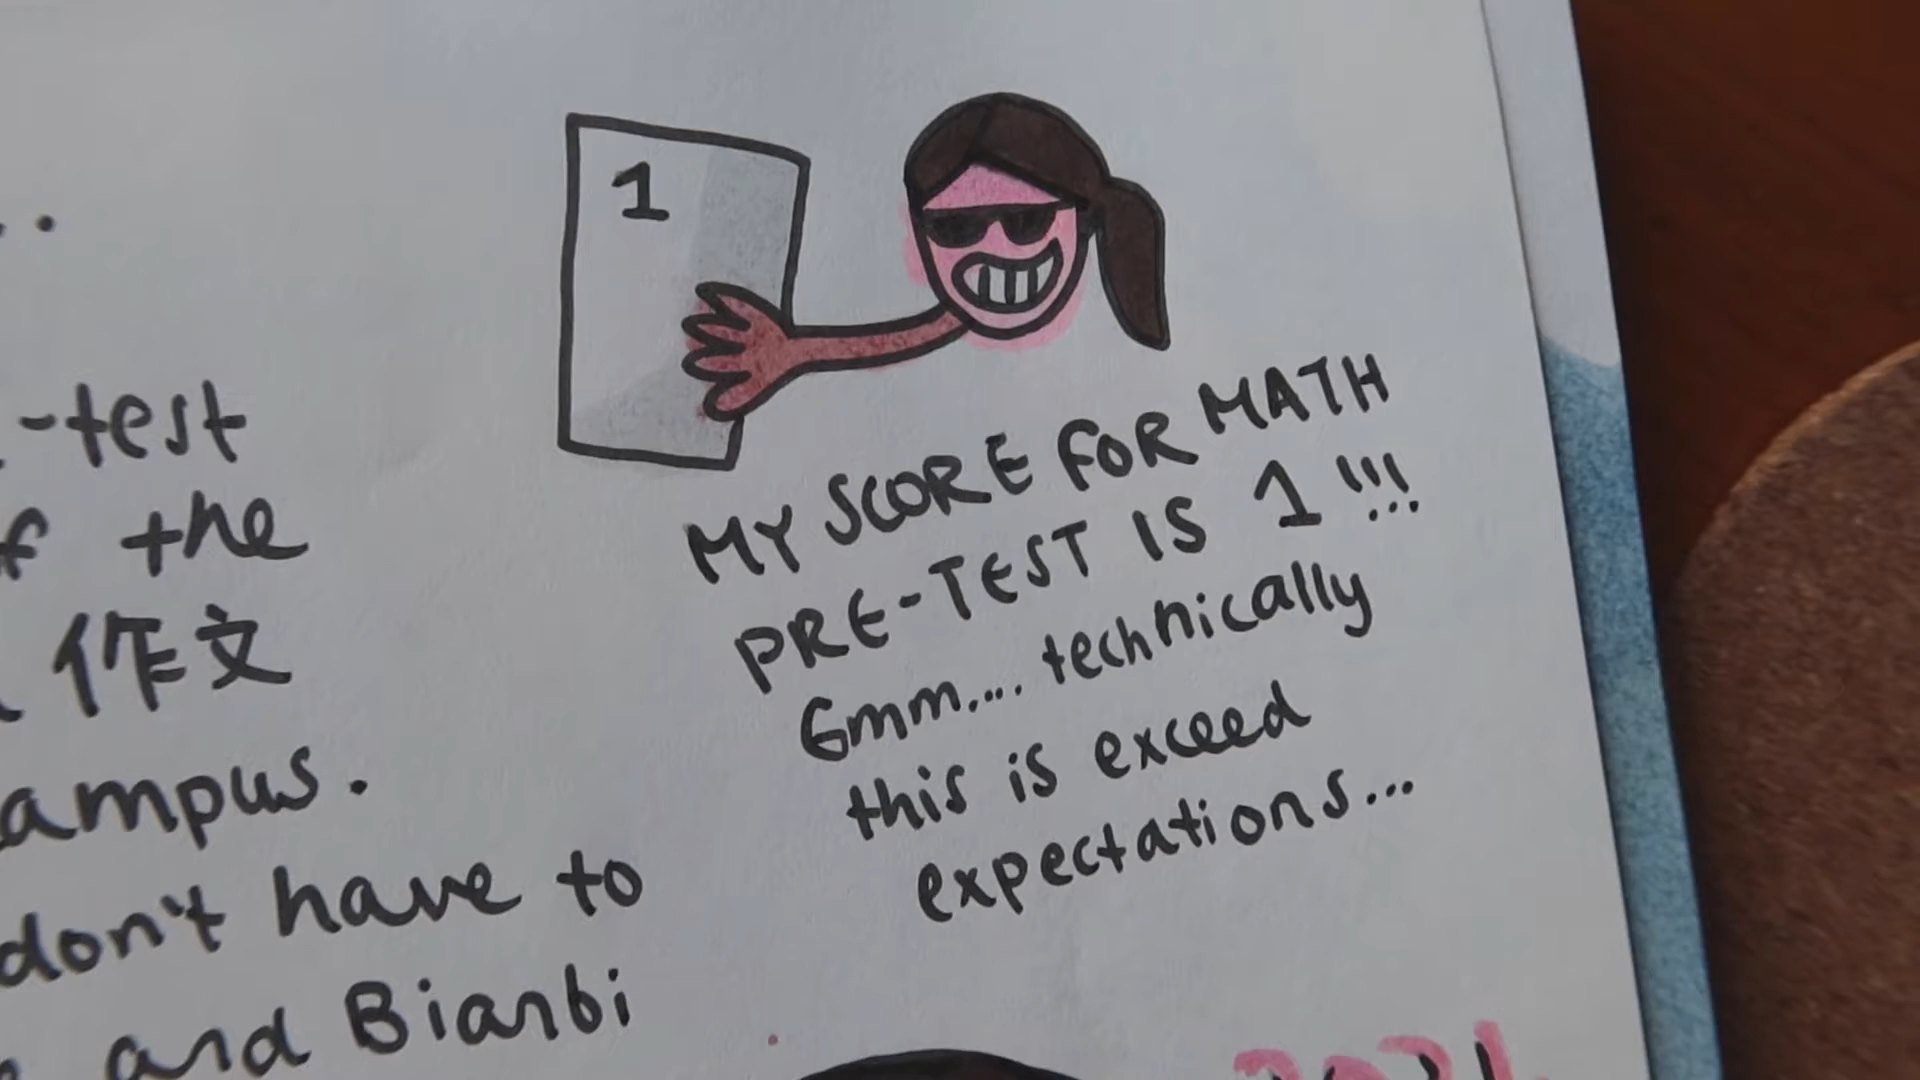 ..
1
-test
MY SCORE FOR MATH
PRE-TEST IS 1!!!
f the
Gmm.... technically
作文
this is exceed
ampus.
expectations...
don't have to
and Bianbi